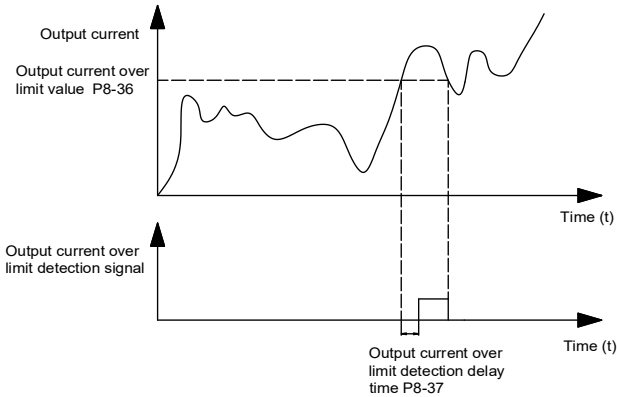 Output current
Output current over
limit value P8-36
Time (t)
Output current over
limit detection signal
Time (t)
Output current over
limit detection delay
time P8-37